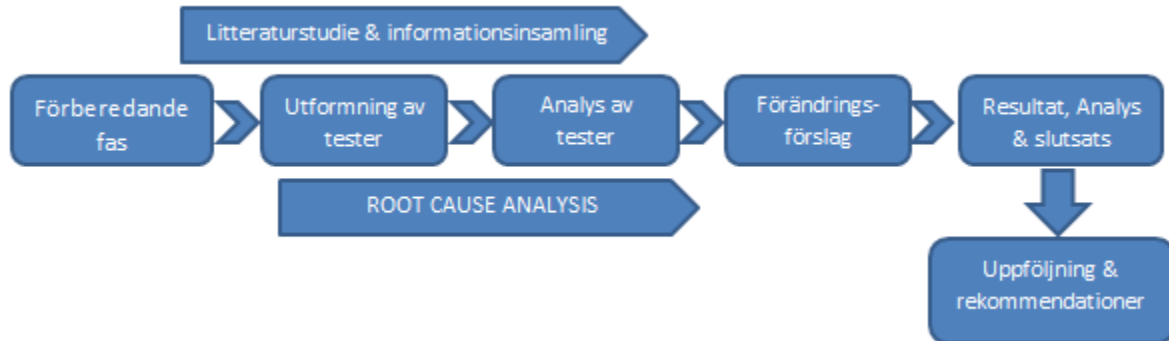 Litteraturstudie & informationsinsamling
Förberedande
fas
Utformning av
tester
Analys av
tester
Förändrings-
förslag
Resultat, Analys
& slutsats
ROOT CAUSE ANALYSIS
Uppföljning &
rekommendationer